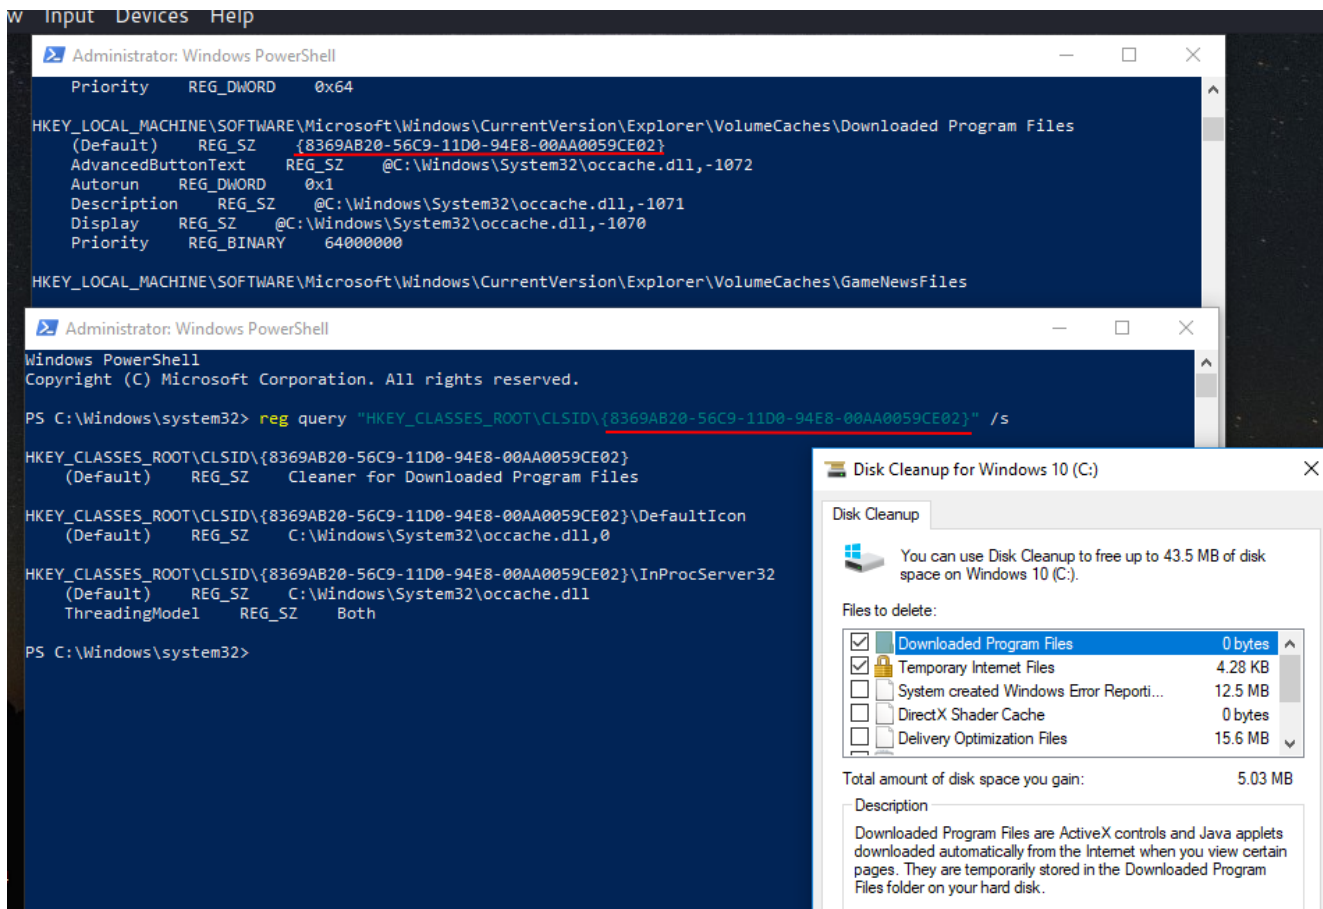 w Input Devices Help
Administrator: Windows PowerShell
Priority REG_DWORD 0x64
HKEY_LOCAL_MACHINE\SOFTWARE\Microsoft\Windows\CurrentVersion\Explorer\VolumeCaches\Downloaded Program Files
(Default) REG_SZ {8369AB20-56C9-11D0-94E8-00AA0059CE02}
AdvancedButtonText REG_SZ @C:\Windows\System32\occache.dll,-1072
Autorun REG_DWORD 0x1
Description REG_SZ @C:\Windows\System32\occache.dll,-1071
Display REG_SZ @C:\Windows\System32\occache.dll,-1070
Priority REG_BINARY 64000000
HKEY_LOCAL_MACHINE\SOFTWARE\Microsoft\Windows\CurrentVersion\Explorer\VolumeCaches\GameNewsFiles
Administrator: Windows PowerShell
Windows PowerShell
Copyright (C) Microsoft Corporation. All rights reserved.
PS C:\Windows\system32> reg query "HKEY_CLASSES_ROOT\CLSID\{8369AB20-56C9-11D0-94E8-00AA0059CE02}" /s
HKEY_CLASSES_ROOT\CLSID\{8369AB20-56C9-11D0-94E8-00AA0059CE02}
(Default) REG_SZ Cleaner for Downloaded Program Files
HKEY_CLASSES_ROOT\CLSID\{8369AB20-56C9-11D0-94E8-00AA0059CE02}\DefaultIcon
(Default) REG_SZ C:\Windows\System32\occache.dll,0
HKEY_CLASSES_ROOT\CLSID\{8369AB20-56C9-11D0-94E8-00AA0059CE02}\InProcServer32
(Default) REG_SZ C:\Windows\System32\occache.dll
ThreadingModel REG_SZ Both
PS C:\Windows\system32>
Disk Cleanup for Windows 10 (C:)
Disk Cleanup
You can use Disk Cleanup to free up to 43.5 MB of disk
space on Windows 10 (C:).
Files to delete:
Downloaded Program Files 0 bytes
Temporary Internet Files 4.28 KB
System created Windows Error Reporti... 12.5 MB
DirectX Shader Cache 0 bytes
Delivery Optimization Files 15.6 MB
Total amount of disk space you gain: 5.03 MB
Description
Downloaded Program Files are ActiveX controls and Java applets
downloaded automatically from the Internet when you view certain
pages. They are temporarily stored in the Downloaded Program
Files folder on your hard disk.